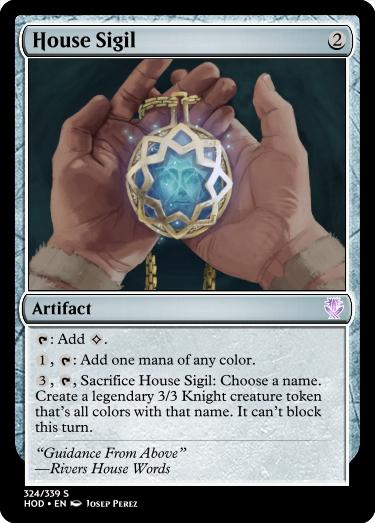 House Sigil 2
Artifact
: Add .
1 , : Add one mana of any color.
3 , , Sacrifice House Sigil: Choose a name.
Create a legendary 3/3 Knight creature token
that's all colors with that name. It can't block
this turn.
“Guidance From Above”
—Rivers House Words
324/339 S
HOD • EN Josep Perez